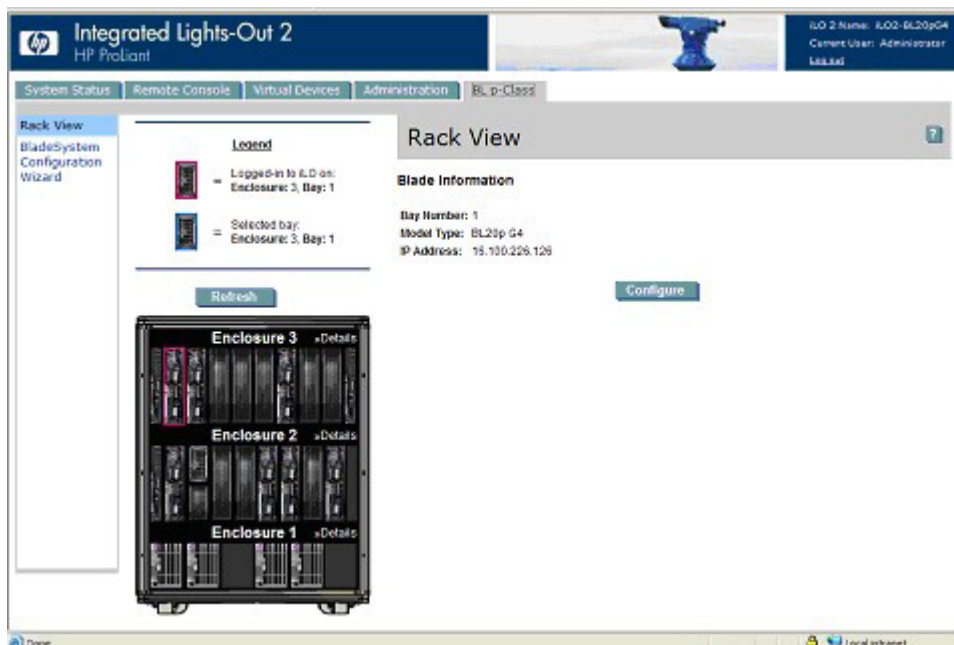 hp
Integrated Lights-Out 2
HP ProLiant
iLO 2 Name: iLO2-BL20pG4
Current User: Administrator
Log out
System Status
Remote Console
Virtual Devices
Administration
BL p-Class
Rack View
BladeSystem
Configuration
Wizard
Legend
= Logged-in to iLO on:
Enclosure: 3, Bay: 1
= Selected bay:
Enclosure: 3, Bay: 1
Refresh
Enclosure 3 »Details
Enclosure 2 »Details
Enclosure 1 »Details
Rack View
?
Blade Information
Bay Number: 1
Model Type: BL20p G4
IP Address: 16.100.226.126
Configure
Done
Local intranet